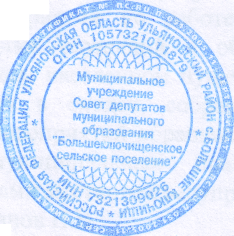 РОССИЙСКАЯ ФЕДЕРАЦИЯ УЛЬЯНОВСКАЯ ОБЛАСТЬ УЛЬЯНОВСКИЙ РАЙОН с.БОЛЬШИЕ КЛЮЧИЩИ
ОГРН 1057321011679
Муниципальное
учреждение
Совет депутатов
муниципального
образования
"Большеключищенское
сельское поселение"
ИНН 7321309026